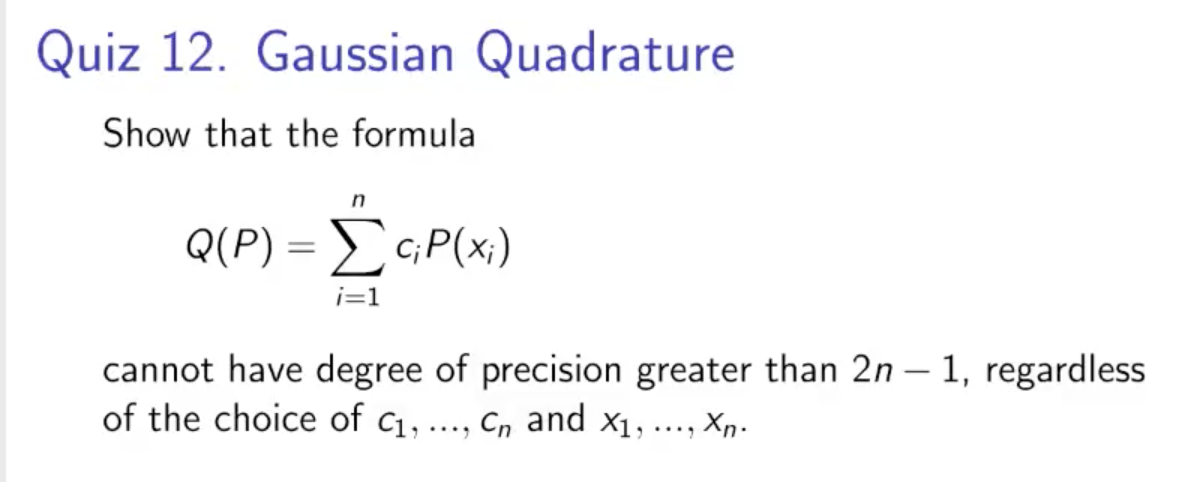 Quiz 12. Gaussian Quadrature
Show that the formula
Q(P) = ∑_{i=1}^{n} c_i P(x_i)
cannot have degree of precision greater than 2n − 1, regardless
of the choice of c_1, ..., c_n and x_1, ..., x_n.